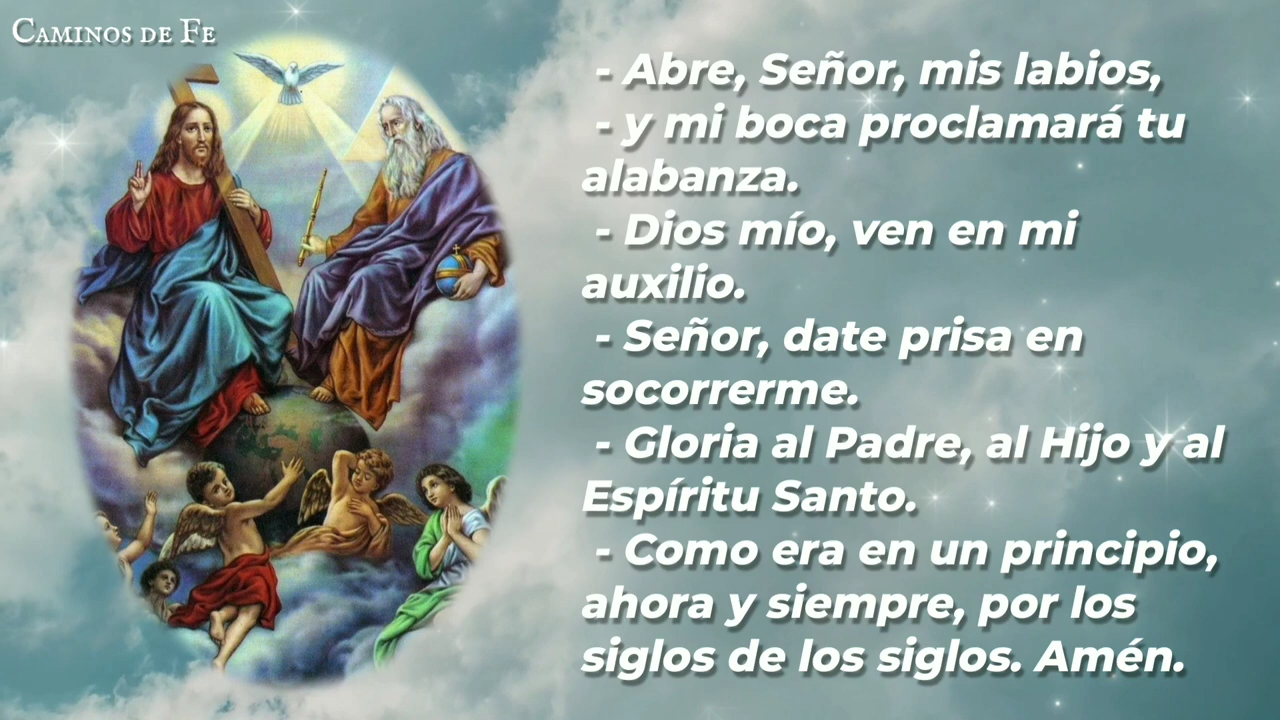 Caminos de Fe
- Abre, Señor, mis labios,
- y mi boca proclamará tu
alabanza.
- Dios mío, ven en mi
auxilio.
- Señor, date prisa en
socorrerme.
- Gloria al Padre, al Hijo y al
Espíritu Santo.
- Como era en un principio,
ahora y siempre, por los
siglos de los siglos. Amén.